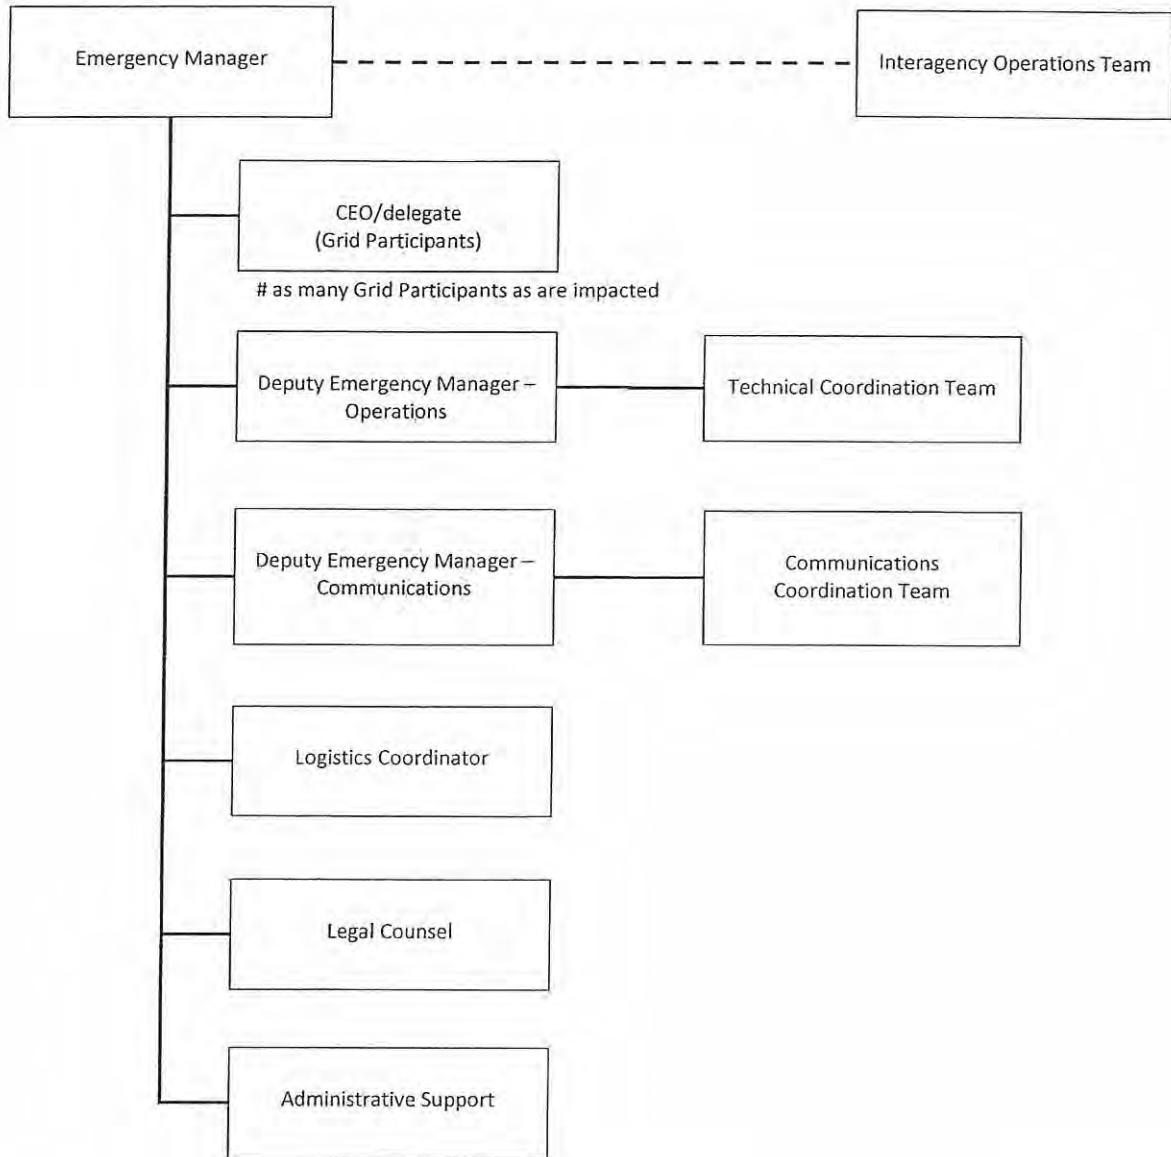 Emergency Manager
Interagency Operations Team
CEO/delegate
(Grid Participants)
# as many Grid Participants as are impacted
Deputy Emergency Manager –
Operations
Technical Coordination Team
Deputy Emergency Manager –
Communications
Communications
Coordination Team
Logistics Coordinator
Legal Counsel
Administrative Support